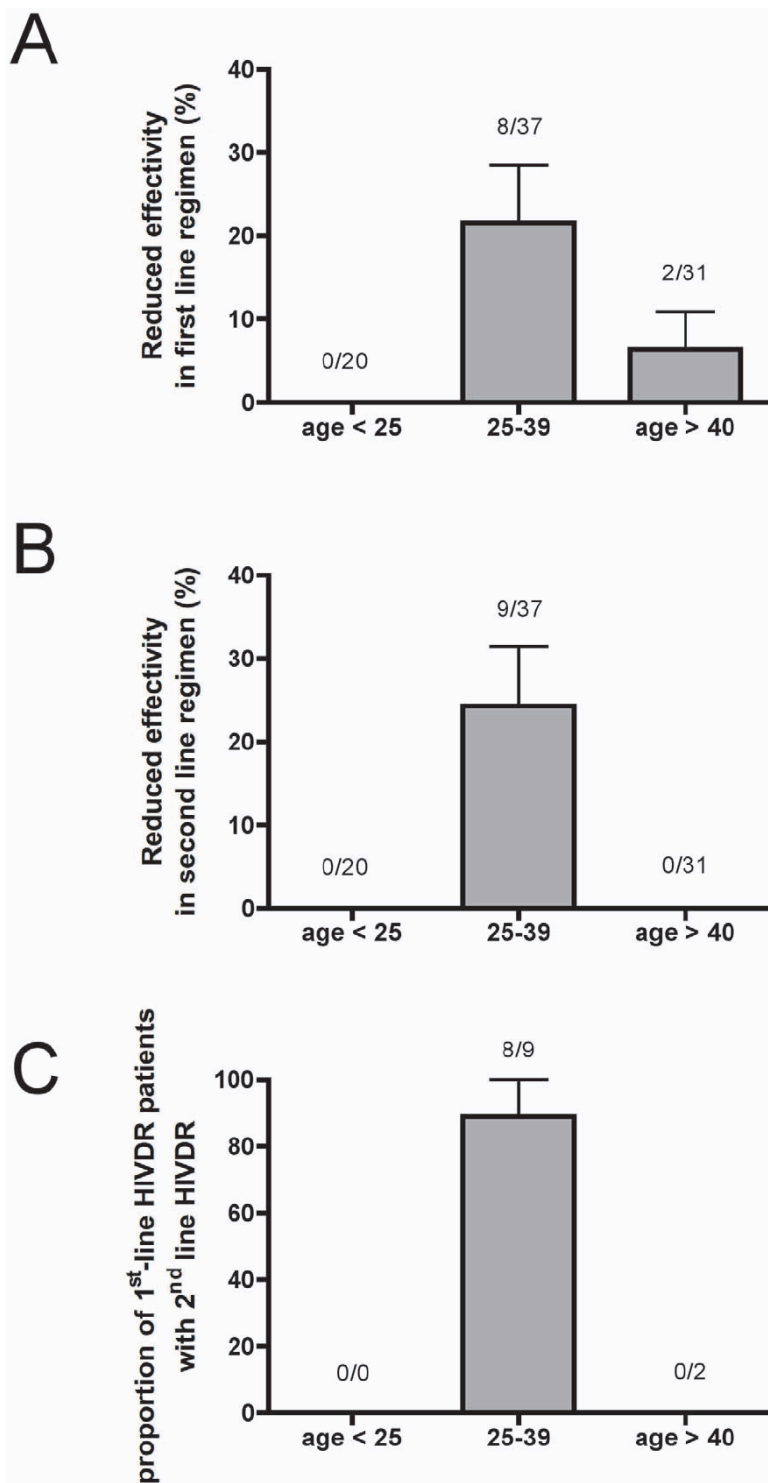 A
Reduced effectivity
in first line regimen (%)
40
30
20
10
0
0/20
8/37
2/31
age < 25
25-39
age > 40
B
Reduced effectivity
in second line regimen (%)
40
30
20
10
0
0/20
9/37
0/31
age < 25
25-39
age > 40
C
proportion of 1st-line HIVDR patients
with 2nd line HIVDR
100
80
60
40
20
0
0/0
8/9
0/2
age < 25
25-39
age > 40